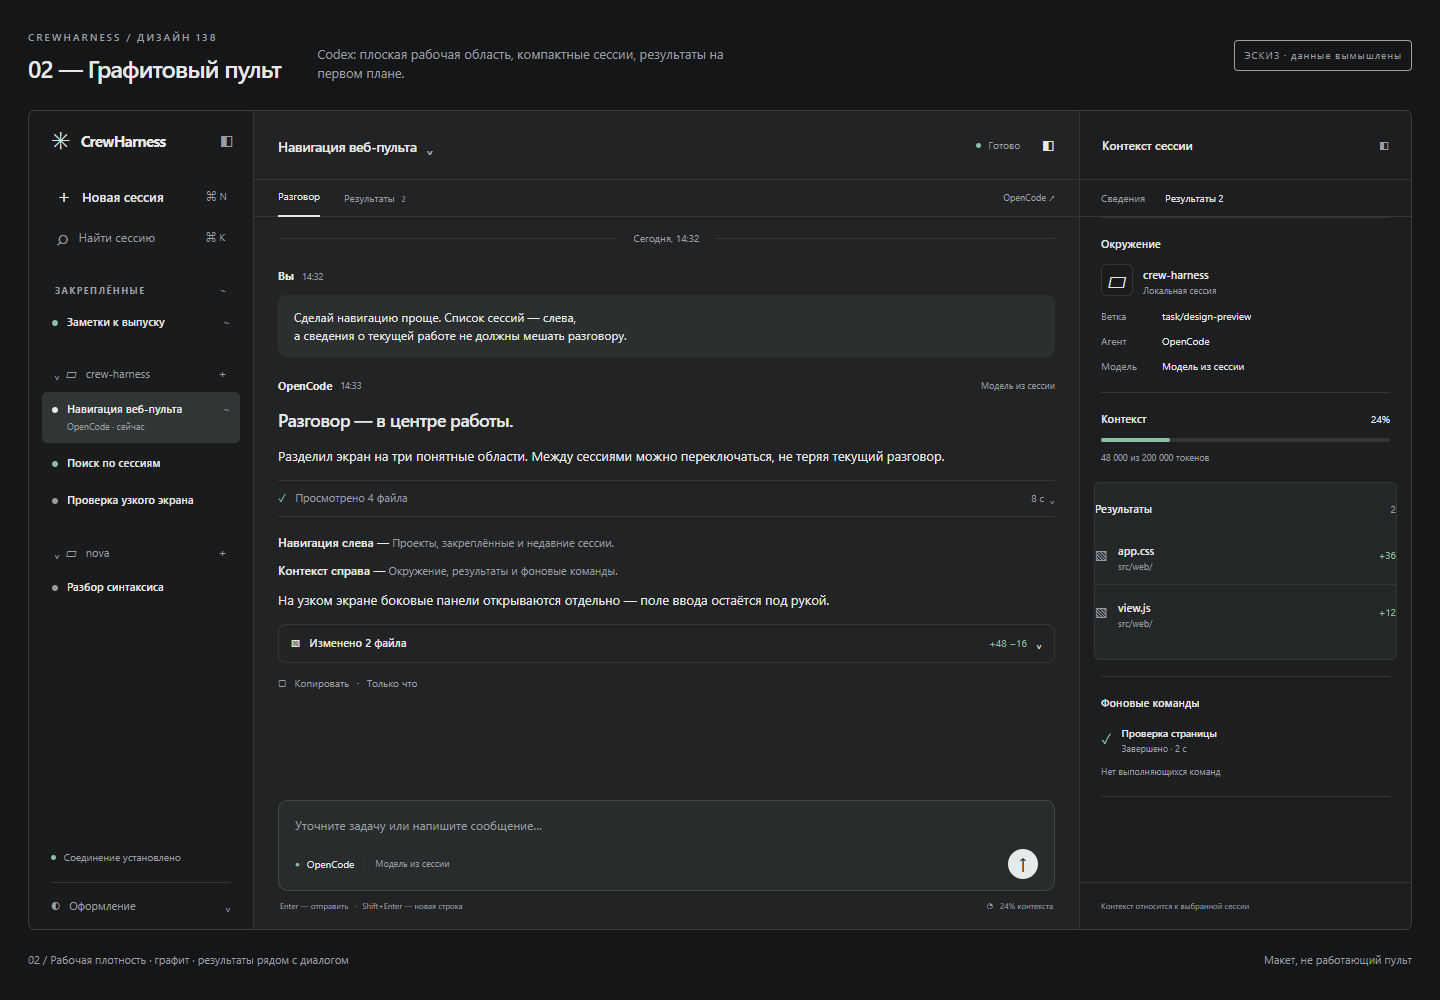 CREWHARNESS / ДИЗАЙН 138
02 — Графитовый пульт
Codex: плоская рабочая область, компактные сессии, результаты на
первом плане.
ЭСКИЗ · данные вымышлены
CrewHarness
+ Новая сессия ⌘ N
Найти сессию ⌘ K
ЗАКРЕПЛЁННЫЕ
Заметки к выпуску
crew-harness +
Навигация веб-пульта
OpenCode · сейчас
Поиск по сессиям
Проверка узкого экрана
nova +
Разбор синтаксиса
Соединение установлено
Оформление
Навигация веб-пульта
Готово
Разговор
Результаты 2
OpenCode ↗
Сегодня, 14:32
Вы 14:32
Сделай навигацию проще. Список сессий — слева,
а сведения о текущей работе не должны мешать разговору.
OpenCode 14:33
Модель из сессии
Разговор — в центре работы.
Разделил экран на три понятные области. Между сессиями можно переключаться, не теряя текущий разговор.
✓ Просмотрено 4 файла 8 с
Навигация слева — Проекты, закреплённые и недавние сессии.
Контекст справа — Окружение, результаты и фоновые команды.
На узком экране боковые панели открываются отдельно — поле ввода остаётся под рукой.
Изменено 2 файла +48 −16
Копировать · Только что
Уточните задачу или напишите сообщение...
OpenCode Модель из сессии
↑
Enter — отправить · Shift+Enter — новая строка
24% контекста
Контекст сессии
Сведения Результаты 2
Окружение
crew-harness
Локальная сессия
Ветка task/design-preview
Агент OpenCode
Модель Модель из сессии
Контекст 24%
48 000 из 200 000 токенов
Результаты 2
app.css +36
src/web/
view.js +12
src/web/
Фоновые команды
✓ Проверка страницы
Завершено · 2 с
Нет выполняющихся команд
Контекст относится к выбранной сессии
02 / Рабочая плотность · графит · результаты рядом с диалогом
Макет, не работающий пульт